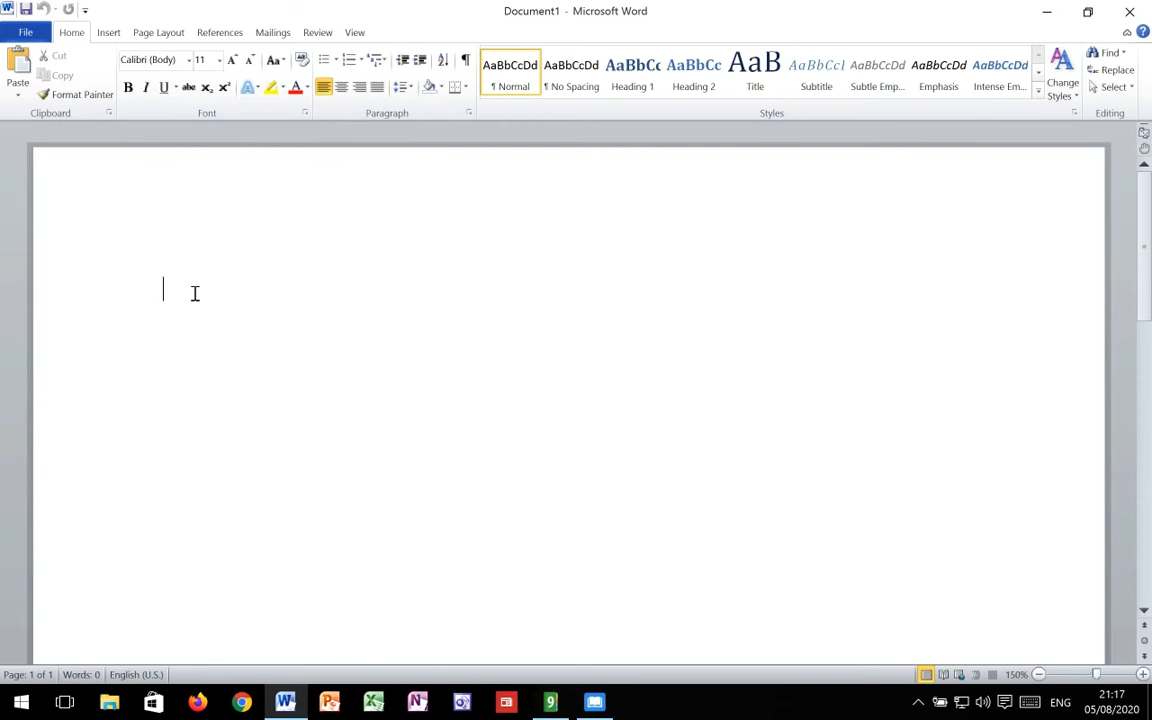 Document1 - Microsoft Word
File Home Insert Page Layout References Mailings Review View
Paste
Cut
Copy
Format Painter
Clipboard
Calibri (Body) 11
Font
Paragraph
AaBbCcDd AaBbCcDd AaBbCc AaBbCc AaB AaBbCcI AaBbCcDd AaBbCcDd AaBbCcDd
¶ Normal ¶ No Spacing Heading 1 Heading 2 Title Subtitle Subtle Emp... Emphasis Intense Em...
Styles
Change
Styles
Find
Replace
Select
Editing
Page: 1 of 1 Words: 0 English (U.S.) 150%
ENG 21:17
05/08/2020